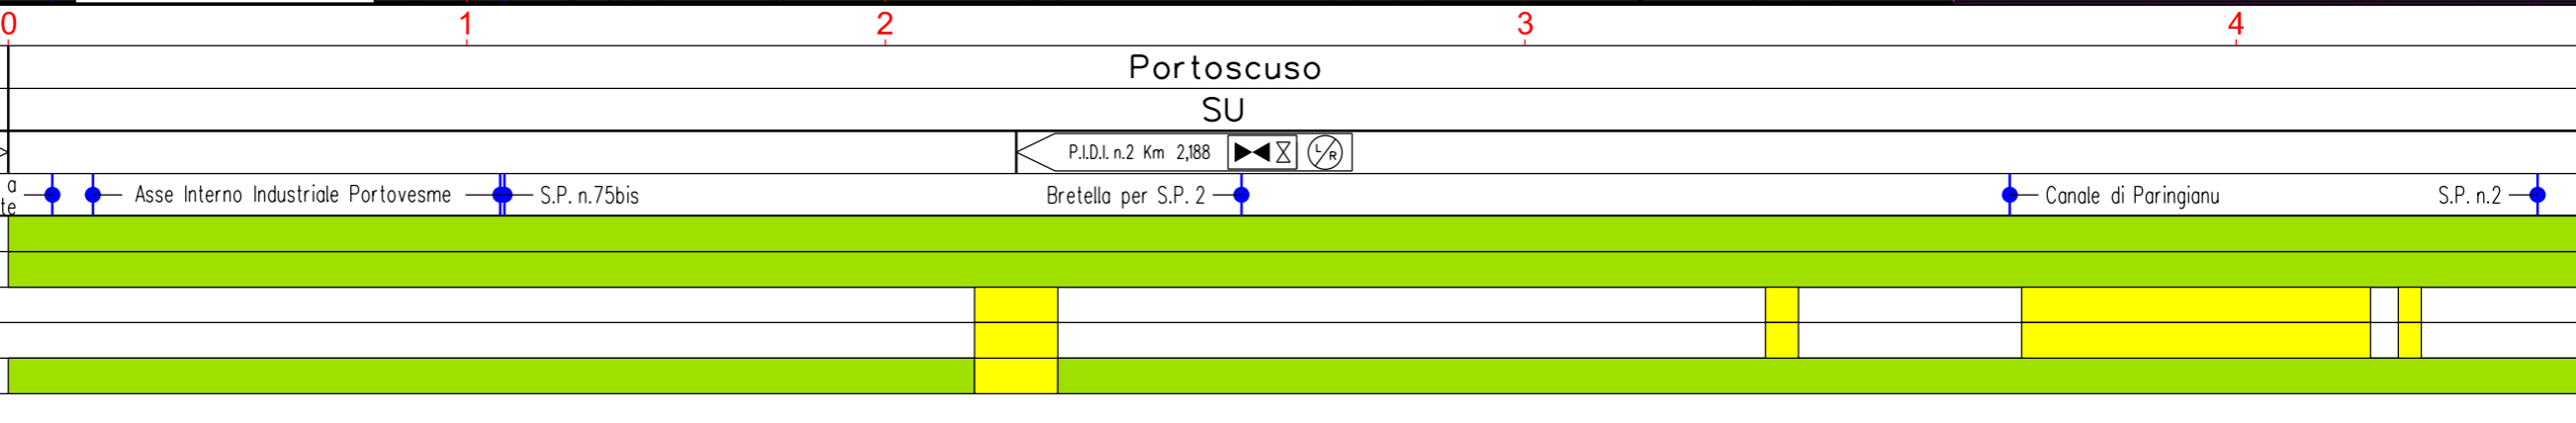 0 1 2 3 4
Portoscuso
SU
P.I.D.I. n.2 Km 2,188 L/R
a
te
Asse Interno Industriale Portovesme S.P. n.75bis Bretella per S.P. 2 Canale di Paringianu S.P. n.2